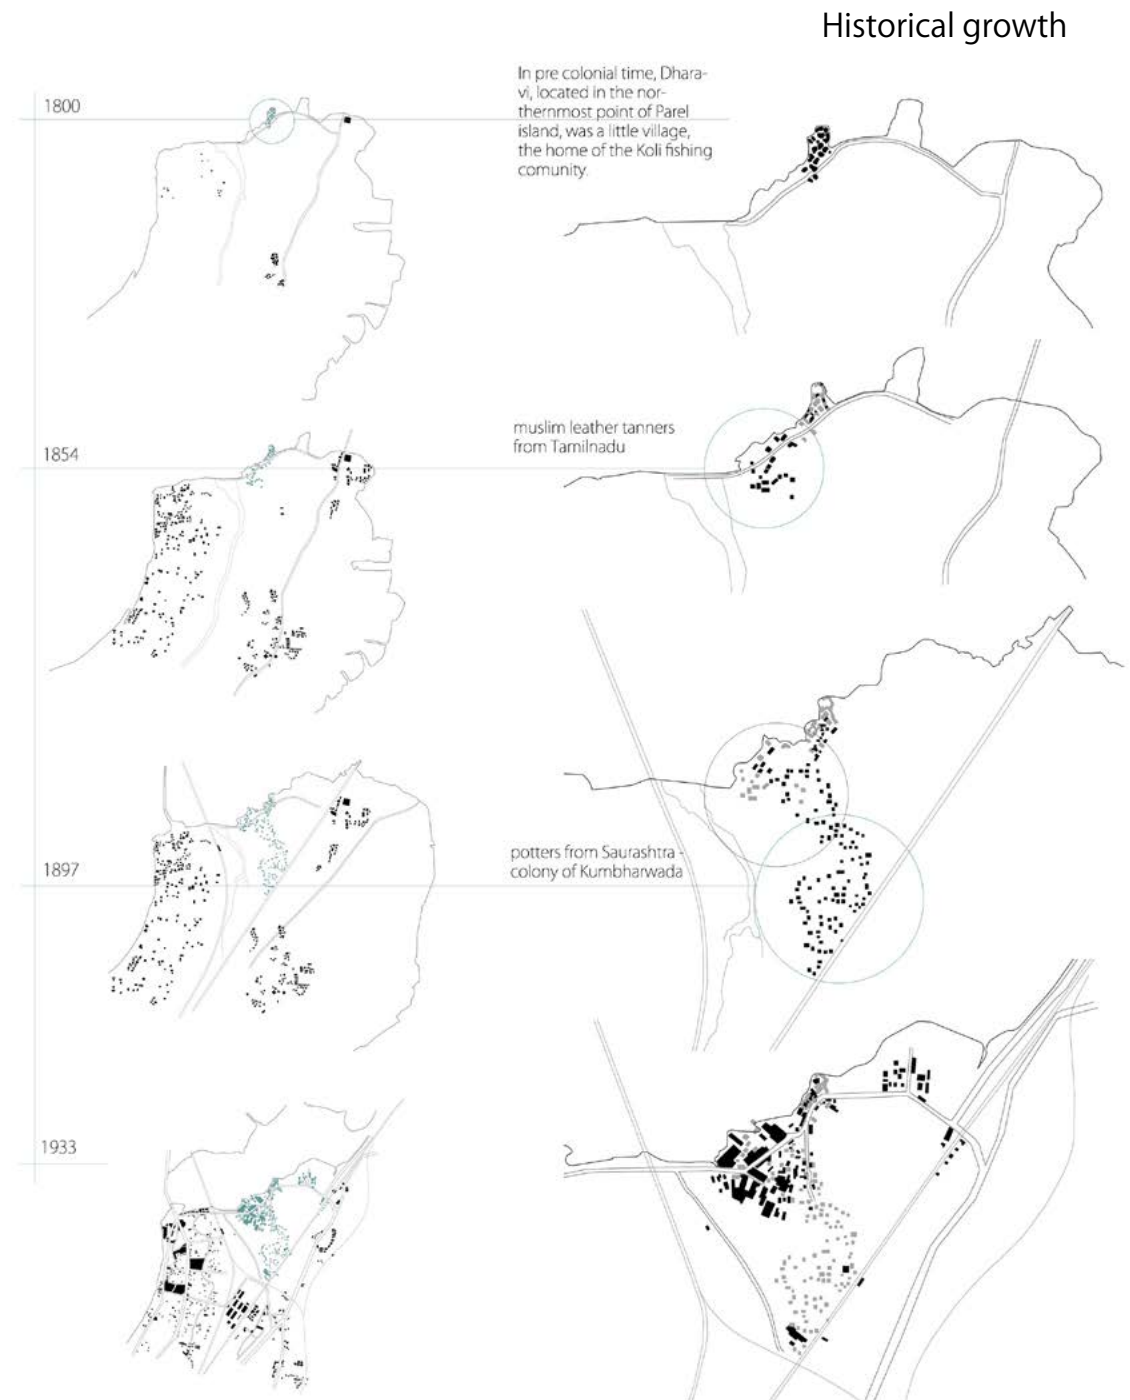 Historical growth
1800
In pre colonial time, Dhara-
vi, located in the nor-
thernmost point of Parel
island, was a little village,
the home of the Koli fishing
comunity.
1854
muslim leather tanners
from Tamilnadu
1897
potters from Saurashtra -
colony of Kumbharwada
1933